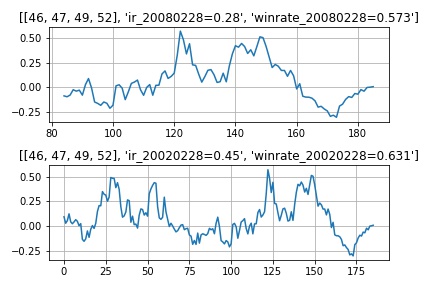 [[46, 47, 49, 52], 'ir_20080228=0.28', 'winrate_20080228=0.573']
0.50
0.25
0.00
−0.25
80 100 120 140 160 180
[[46, 47, 49, 52], 'ir_20020228=0.45', 'winrate_20020228=0.631']
0.50
0.25
0.00
−0.25
0 25 50 75 100 125 150 175